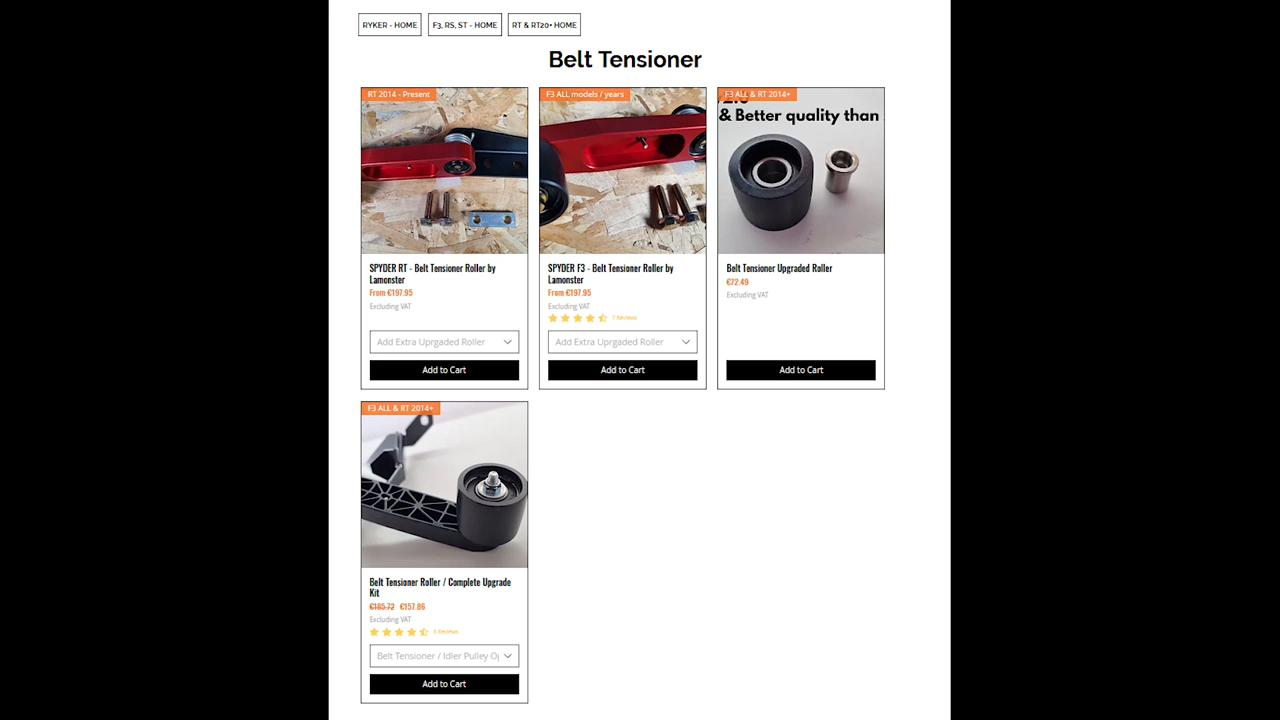 RYKER - HOME
F3, RS, ST - HOME
RT & RT20+ HOME
Belt Tensioner
RT 2014 - Present
SPYDER RT - Belt Tensioner Roller by
Lamonster
From €197.95
Excluding VAT
Add Extra Uprgaded Roller
Add to Cart
F3 ALL models / years
SPYDER F3 - Belt Tensioner Roller by
Lamonster
From €197.95
Excluding VAT
7 Reviews
Add Extra Uprgaded Roller
Add to Cart
F3 ALL & RT 2014+
& Better quality than
Belt Tensioner Upgraded Roller
€72.49
Excluding VAT
Add to Cart
F3 ALL & RT 2014+
Belt Tensioner Roller / Complete Upgrade
Kit
€185.72 €157.86
Excluding VAT
Reviews
Belt Tensioner / Idler Pulley O
Add to Cart